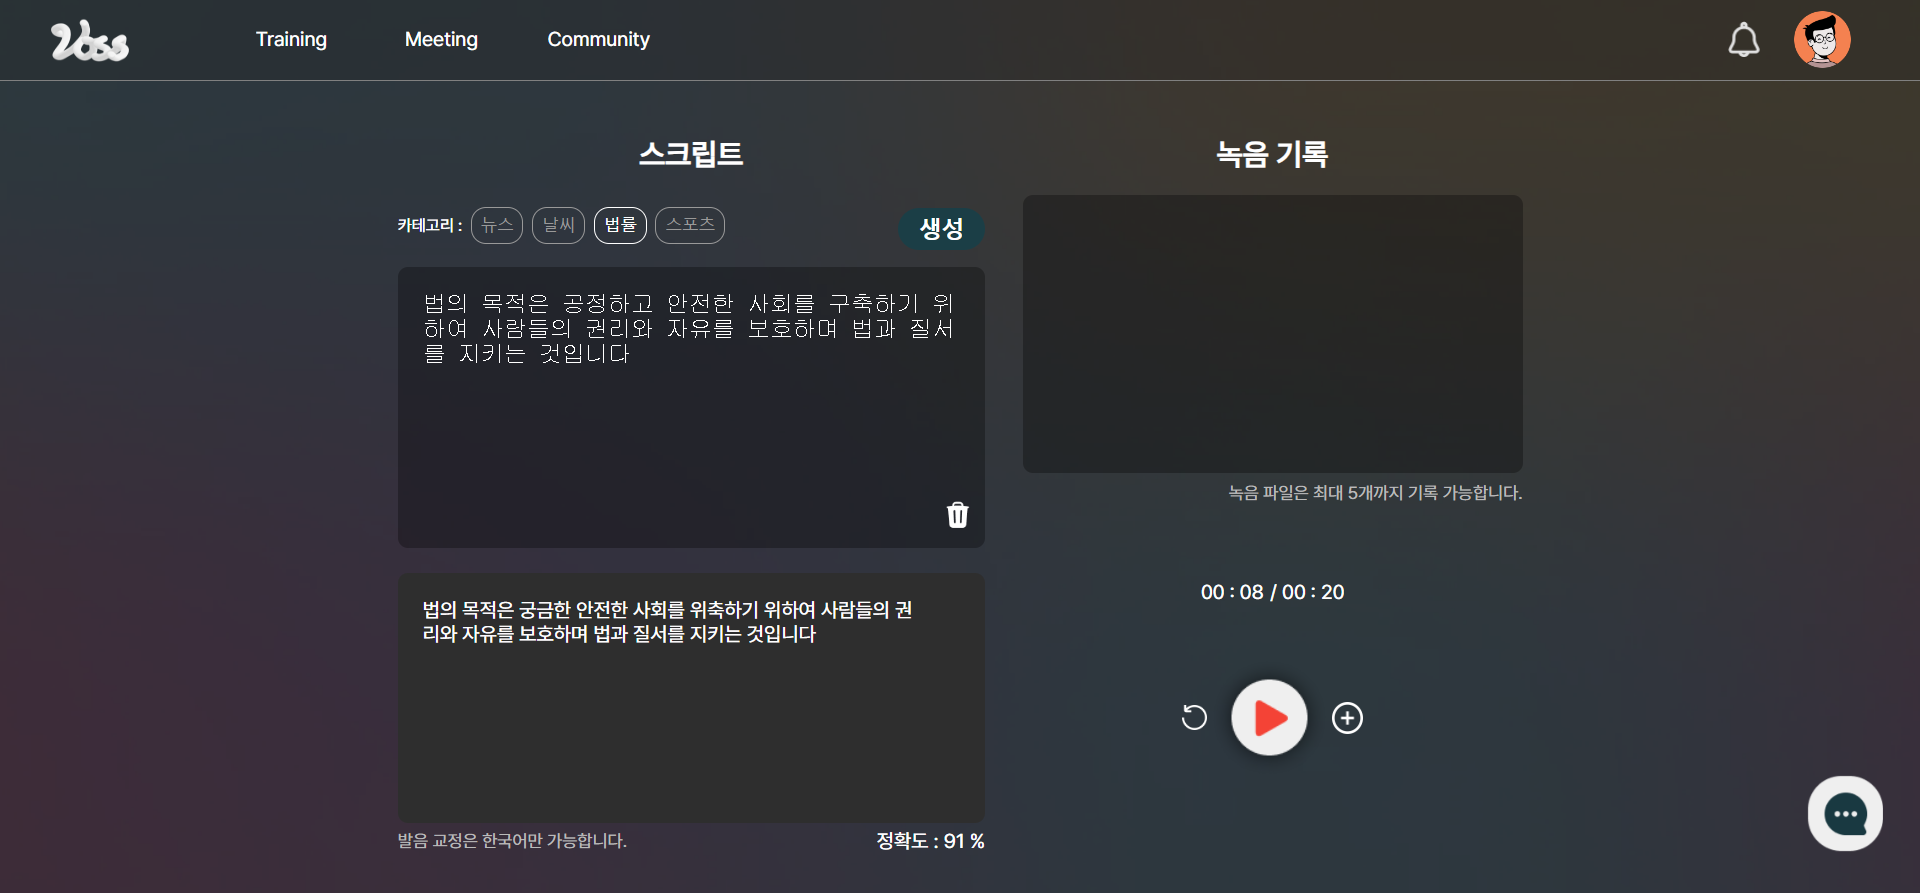 Voss
Training
Meeting
Community
스크립트
카테고리 :
뉴스
날씨
법률
스포츠
생성
법의 목적은 공정하고 안전한 사회를 구축하기 위
하여 사람들의 권리와 자유를 보호하며 법과 질서
를 지키는 것입니다
법의 목적은 궁금한 안전한 사회를 위축하기 위하여 사람들의 권
리와 자유를 보호하며 법과 질서를 지키는 것입니다
발음 교정은 한국어만 가능합니다.
정확도 : 91 %
녹음 기록
녹음 파일은 최대 5개까지 기록 가능합니다.
00 : 08 / 00 : 20